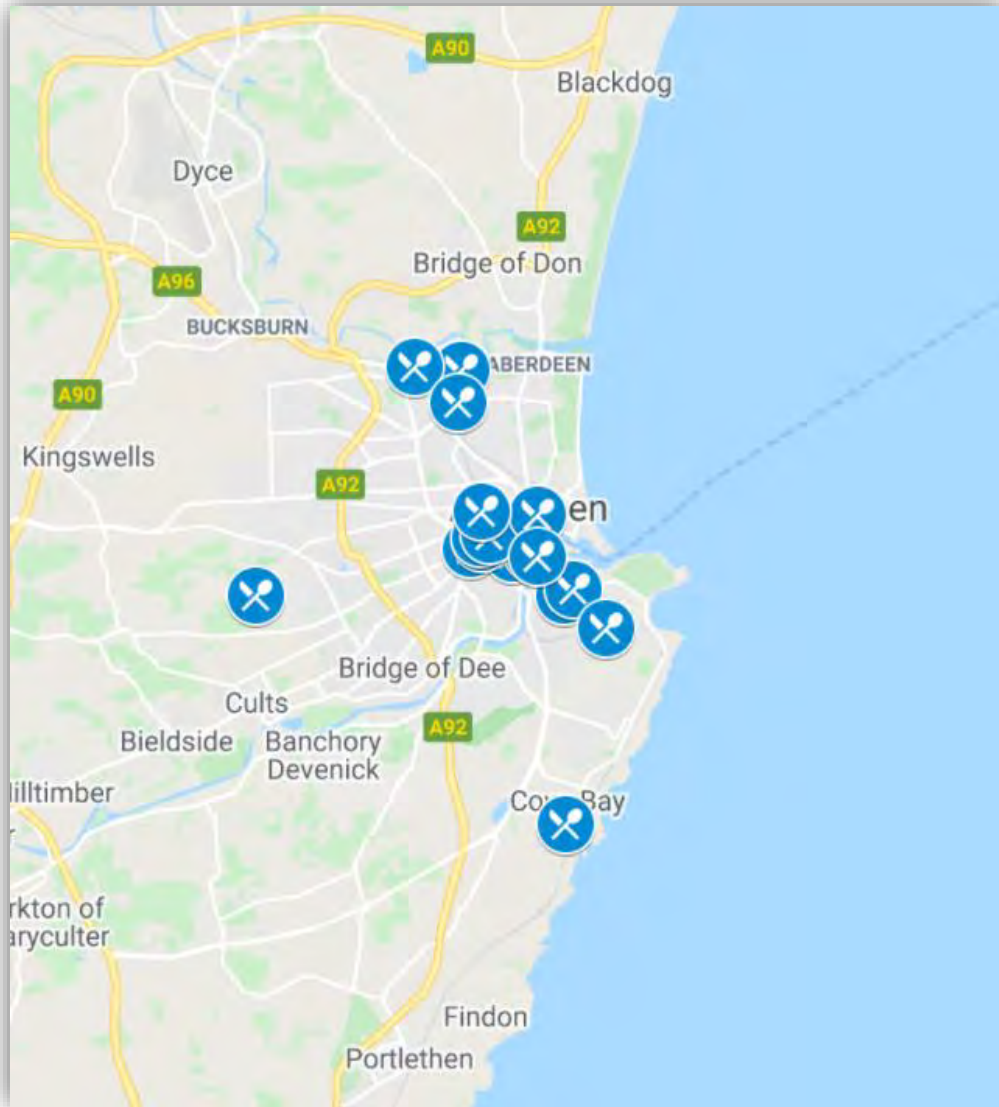 A90
Blackdog
Dyce
A92
Bridge of Don
A96
BUCKSBURN
ABERDEEN
A90
Kingswells
A92
en
Bridge of Dee
Cults
A92
Bieldside
Banchory
Devenick
illtimber
Bay
rkton of
aryculter
Findon
Portlethen